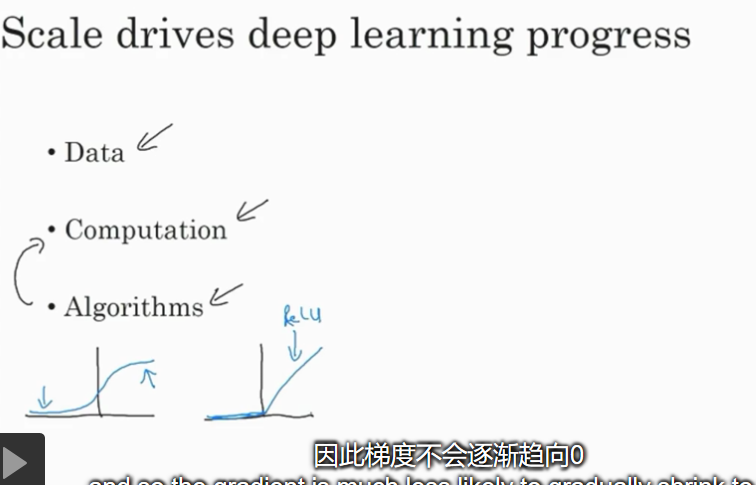 Scale drives deep learning progress
• Data
• Computation
• Algorithms
ReLU
因此梯度不会逐渐趋向0
and so the gradient is much less likely to gradually shrink to